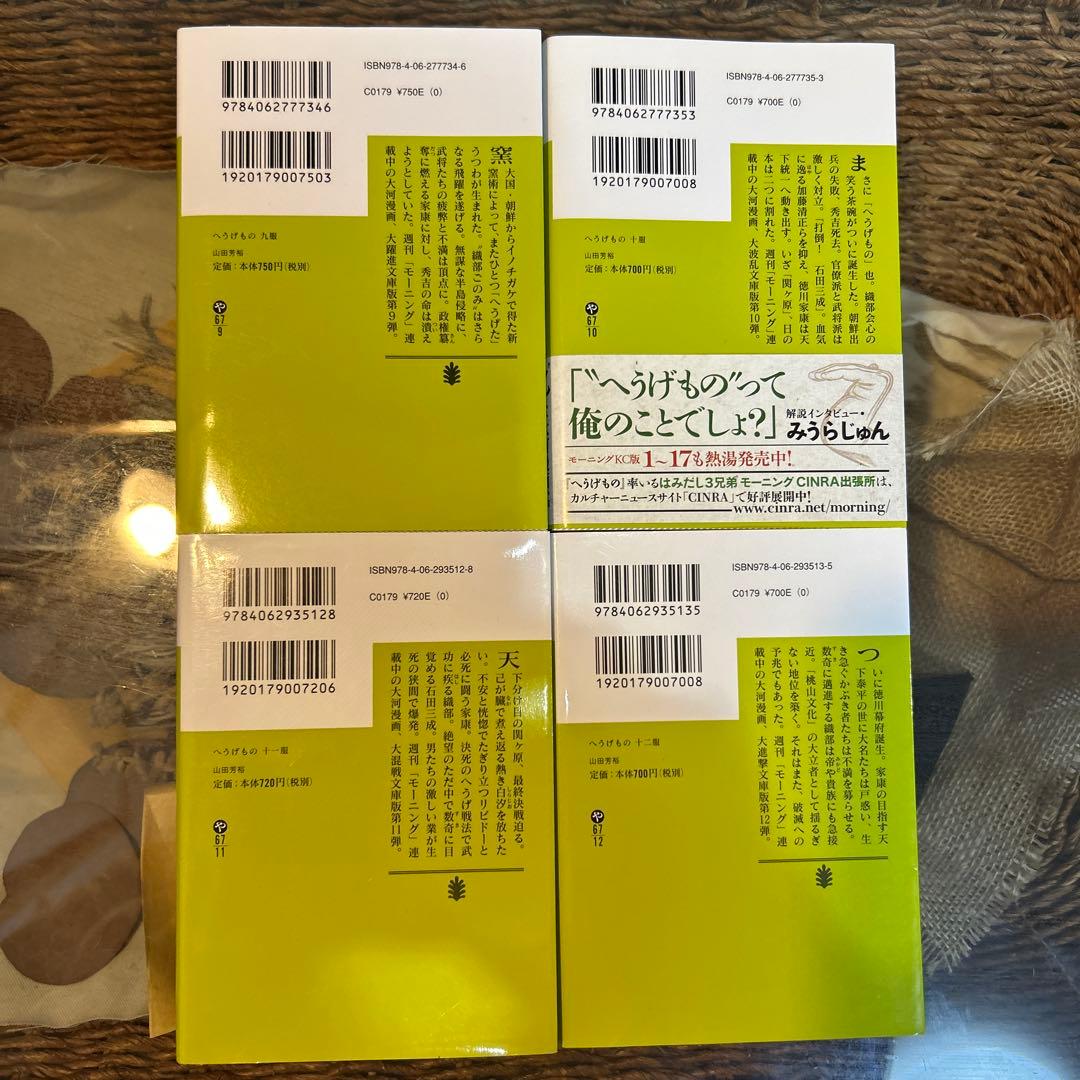 ISBN978-4-06-277734-6
C0179 ¥750E (0)
9784062777346
1920179007503
窯 大国・朝鮮からイノチガケで得た新
窯術によって、またひとつ「へうげた」
うつわが生まれた。“織部このみ”はさら
なる飛躍を遂げる。無謀な半島侵略に、
武将たちの疲弊と不満は頂点に。政権簒
奪に燃える家康に対し、秀吉の命は潰え
ようとしていた。週刊「モーニング」連
載中の大河漫画、大躍進文庫版第9弾。
へうげもの 九服
山田芳裕
定価：本体750円（税別）
や
67
9
ISBN978-4-06-277735-3
C0179 ¥700E (0)
9784062777353
1920179007008
まさに「へうげもの」也。織部会心の
笑う茶碗がついに誕生した。朝鮮出
兵の失敗、秀吉死去。官僚派と武将派は
激しく対立。「打倒！ 石田三成」。血気
に逸る加藤清正らを抑え、徳川家康は天
下統一へ動き出す。いざ「関ヶ原」、日の
本は二つに割れた。週刊「モーニング」連
載中の大河漫画、大波乱文庫版第10弾。
へうげもの 十服
山田芳裕
定価：本体700円（税別）
や
67
10
「“へうげもの”って
俺のことでしょ?」
解説インタビュー・
みうらじゅん
モーニングKC版 1〜17も熱湯発売中!
『へうげもの』率いるはみだし3兄弟 モーニング CINRA出張所は、
カルチャーニュースサイト「CINRA」で好評展開中!
www.cinra.net/morning/
ISBN978-4-06-293512-8
C0179 ¥720E (0)
9784062935128
1920179007206
天下分け目の関ヶ原、最終決戦迫る。
己が臓で煮え返る熱き白汐を放ちた
い。不安と恍惚でたぎり立つリビドーと
必死に闘う家康。決死のへうげ戦法で武
功に疾る織部。絶望のただ中で数奇に目
覚める石田三成。男たちの激しい業が生
死の狭間で爆発。週刊「モーニング」連
載中の大河漫画、大混戦文庫版第11弾。
へうげもの 十一服
山田芳裕
定価：本体720円（税別）
や
67
11
ISBN978-4-06-293513-5
C0179 ¥700E (0)
9784062935135
1920179007008
ついに徳川幕府誕生。家康の目指す天
下泰平の世に大名たちは戸惑い、生
き急ぐかぶき者たちは不満を募らせる。
数奇に邁進する織部は帝や貴族にも急接
近。「桃山文化」の大立者として揺るぎ
ない地位を築く。それはまた、破滅への
予兆でもあった。週刊「モーニング」連
載中の大河漫画、大進撃文庫版第12弾。
へうげもの 十二服
山田芳裕
定価：本体700円（税別）
や
67
12